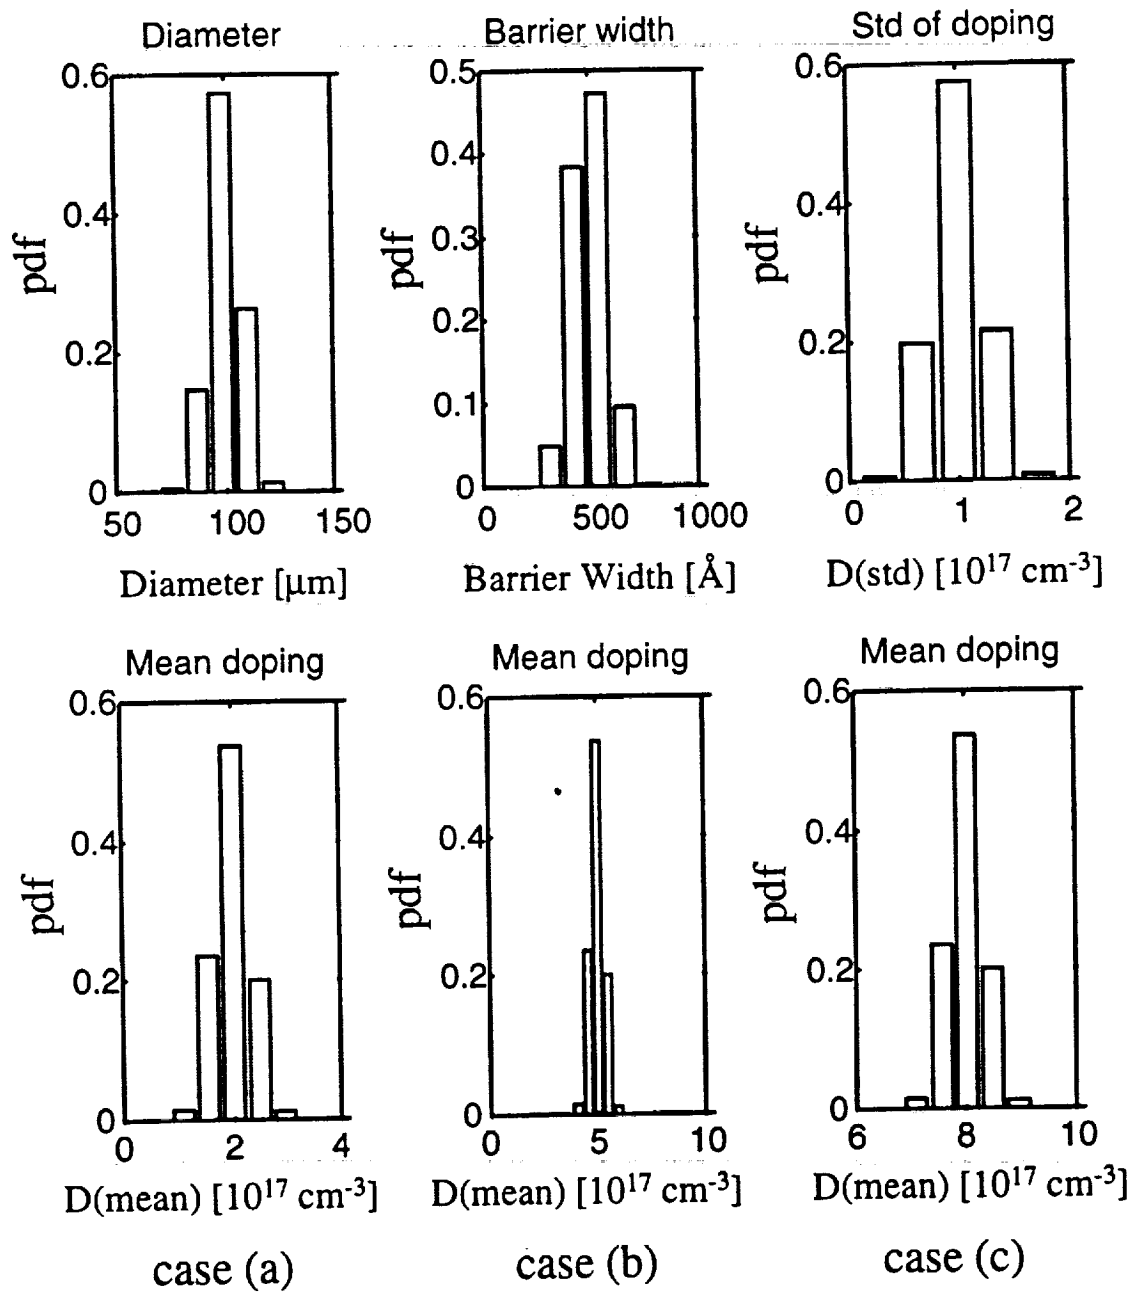 Diameter
Barrier width
Std of doping
0.6
0.4
0.2
0
pdf
50 100 150
Diameter [μm]
0.5
0.4
0.3
0.2
0.1
0
pdf
0 500 1000
Barrier Width [Å]
0.6
0.4
0.2
0
pdf
0 1 2
D(std) [10¹⁷ cm⁻³]
Mean doping
Mean doping
Mean doping
0.6
0.4
0.2
0
pdf
0 2 4
D(mean) [10¹⁷ cm⁻³]
case (a)
0.6
0.4
0.2
0
pdf
0 5 10
D(mean) [10¹⁷ cm⁻³]
case (b)
0.6
0.4
0.2
0
pdf
6 8 10
D(mean) [10¹⁷ cm⁻³]
case (c)